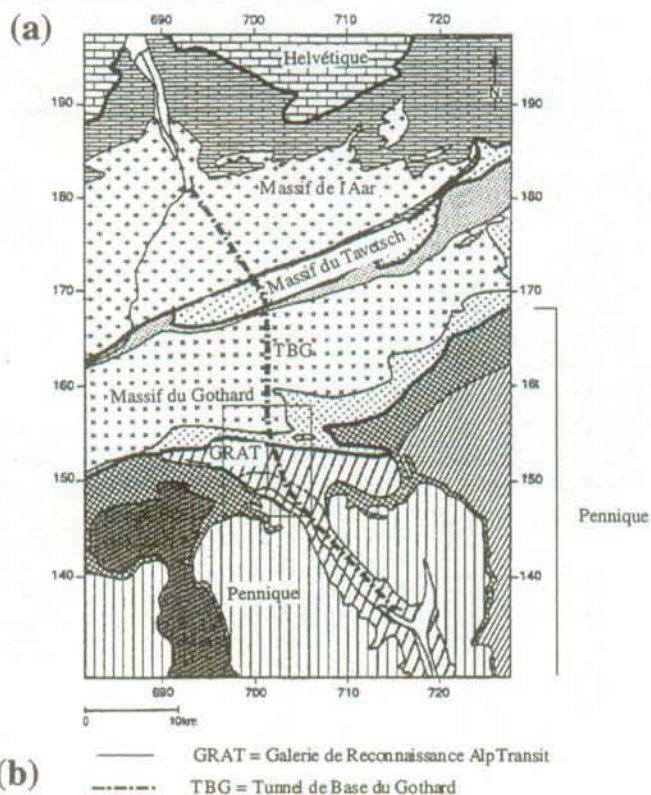 (a)
690 700 710 720
Helvétique
N
190 190
Massif de l'Aar
180 180
Massif du Tavetsch
170 170
TBG
160 160
Massif du Gothard
GRAT
150 150
Pennique
140 140
Pennique
690 700 710 720
0 10km
GRAT = Galerie de Reconnaissance AlpTransit
(b)
TBG = Tunnel de Base du Gothard